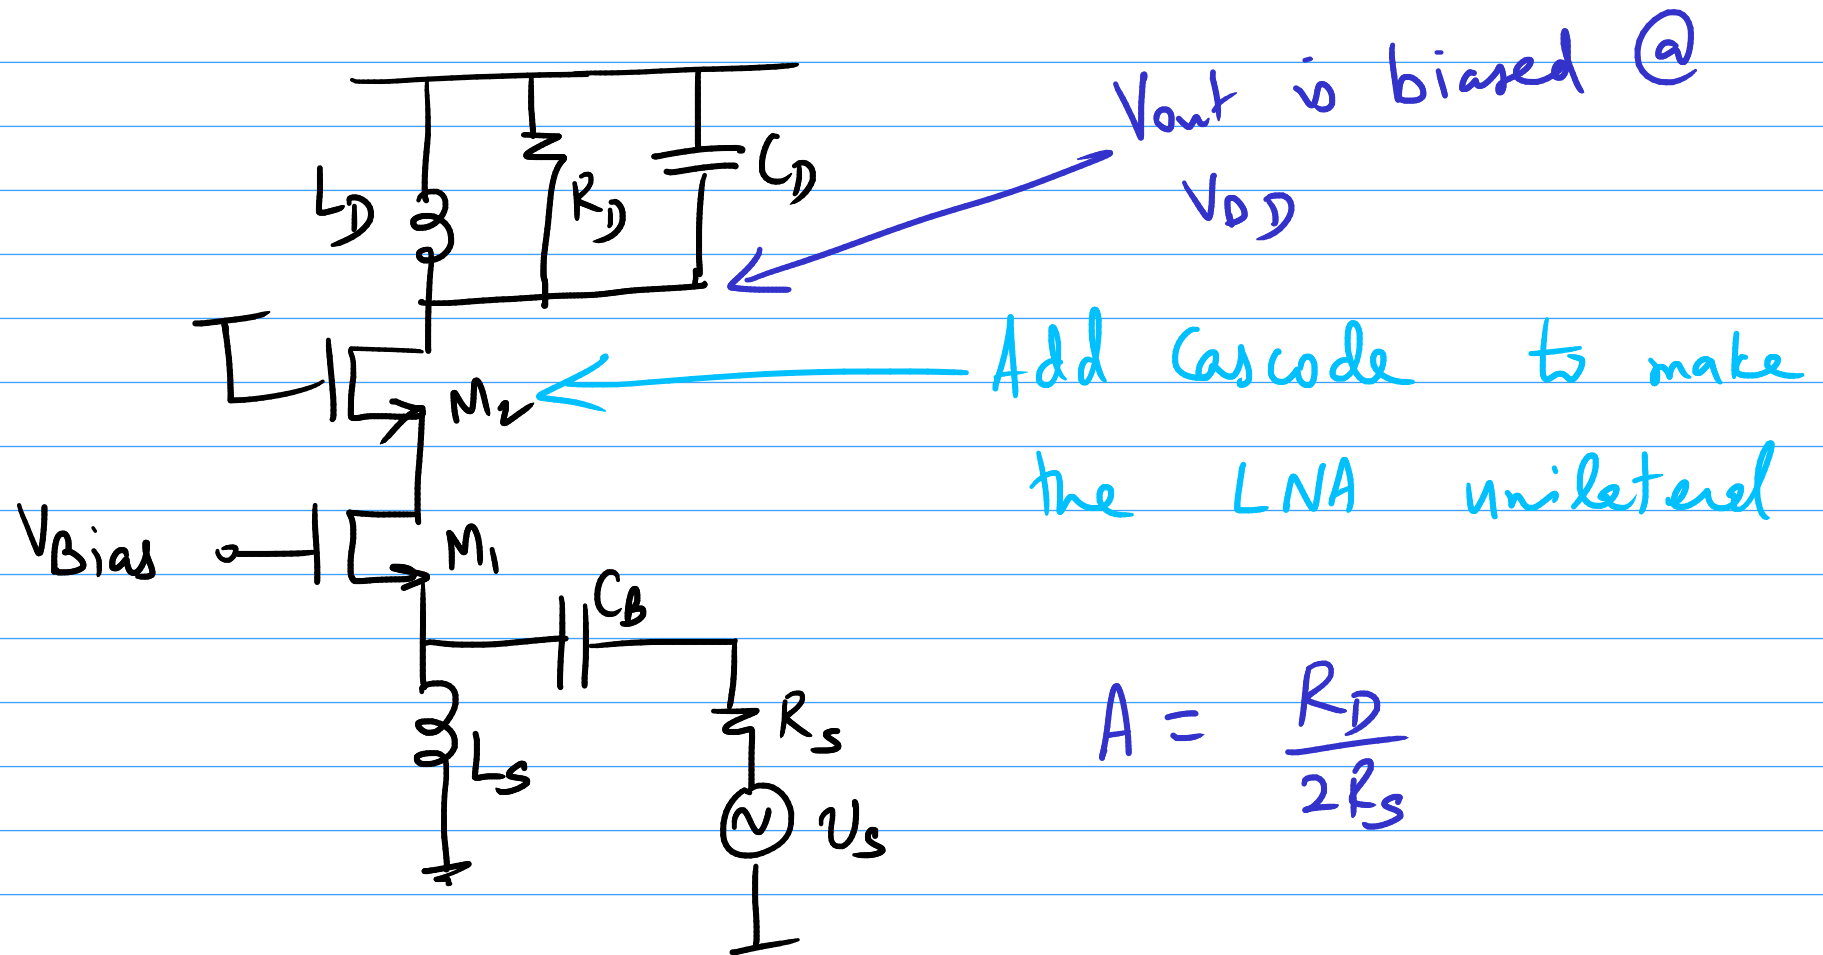 Vout is biased @
VDD
LD
RD
CD
M2
Add Cascode to make
the LNA unilateral
VBias
M1
CB
RS
LS
vs
A = RD / 2RS